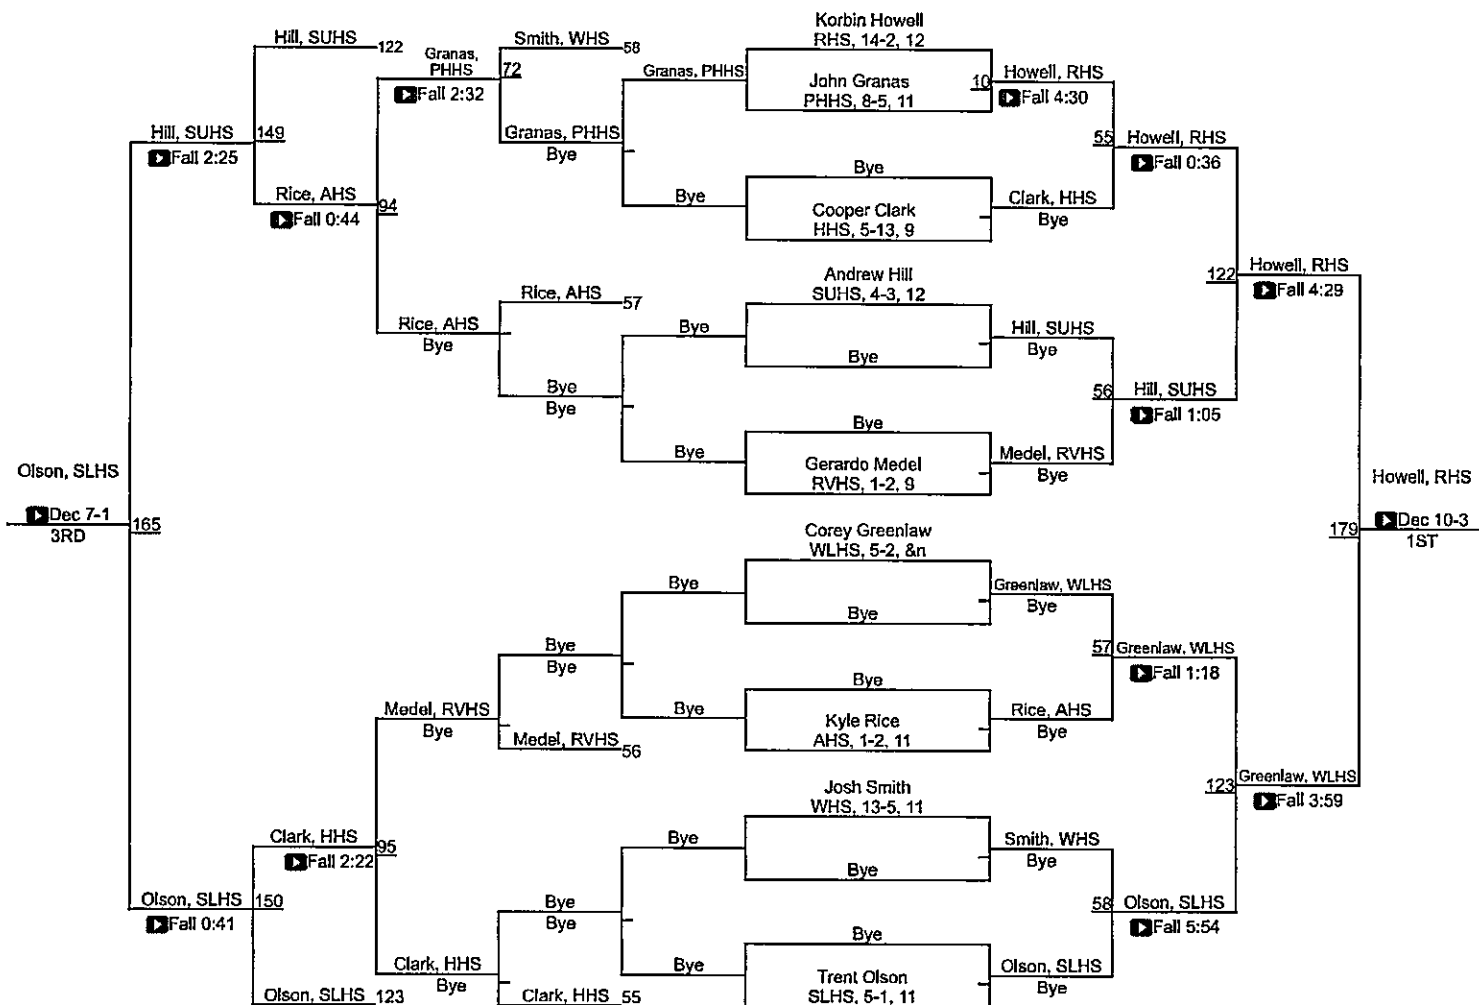 Korbin Howell
RHS, 14-2, 12
Hill, SUHS
122
Granas,
PHHS
Smith, WHS
58
72
Granas, PHHS
John Granas
PHHS, 8-5, 11
10
Howell, RHS
Fall 4:30
Fall 2:32
Hill, SUHS
149
Fall 2:25
Granas, PHHS
Bye
55
Howell, RHS
Fall 0:36
Rice, AHS
94
Fall 0:44
Bye
Bye
Cooper Clark
HHS, 5-13, 9
Clark, HHS
Bye
Andrew Hill
SUHS, 4-3, 12
122
Howell, RHS
Fall 4:29
Rice, AHS
57
Rice, AHS
Bye
Bye
Bye
Hill, SUHS
Bye
Bye
Bye
56
Hill, SUHS
Fall 1:05
Bye
Bye
Gerardo Medel
RVHS, 1-2, 9
Medel, RVHS
Bye
Olson, SLHS
Dec 7-1
3RD
165
Howell, RHS
179
Dec 10-3
1ST
Corey Greenlaw
WLHS, 5-2, &n
Bye
Bye
Greenlaw, WLHS
Bye
Bye
Bye
57
Greenlaw, WLHS
Fall 1:18
Medel, RVHS
Bye
Medel, RVHS
56
Bye
Bye
Kyle Rice
AHS, 1-2, 11
Rice, AHS
Bye
Josh Smith
WHS, 13-5, 11
123
Greenlaw, WLHS
Fall 3:59
Clark, HHS
95
Fall 2:22
Bye
Bye
Smith, WHS
Bye
Olson, SLHS
150
Fall 0:41
Bye
Bye
58
Olson, SLHS
Fall 5:54
Clark, HHS
Bye
Bye
Bye
Trent Olson
SLHS, 5-1, 11
Olson, SLHS
Bye
Olson, SLHS
123
Clark, HHS
55